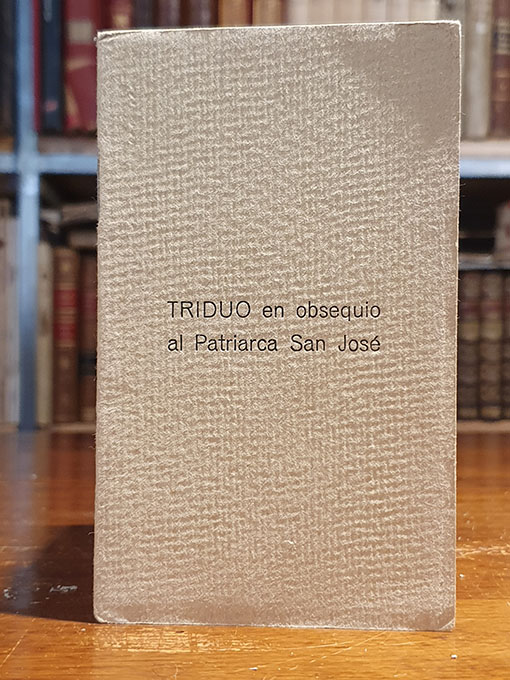 TRIDUO en obsequio
al Patriarca San José